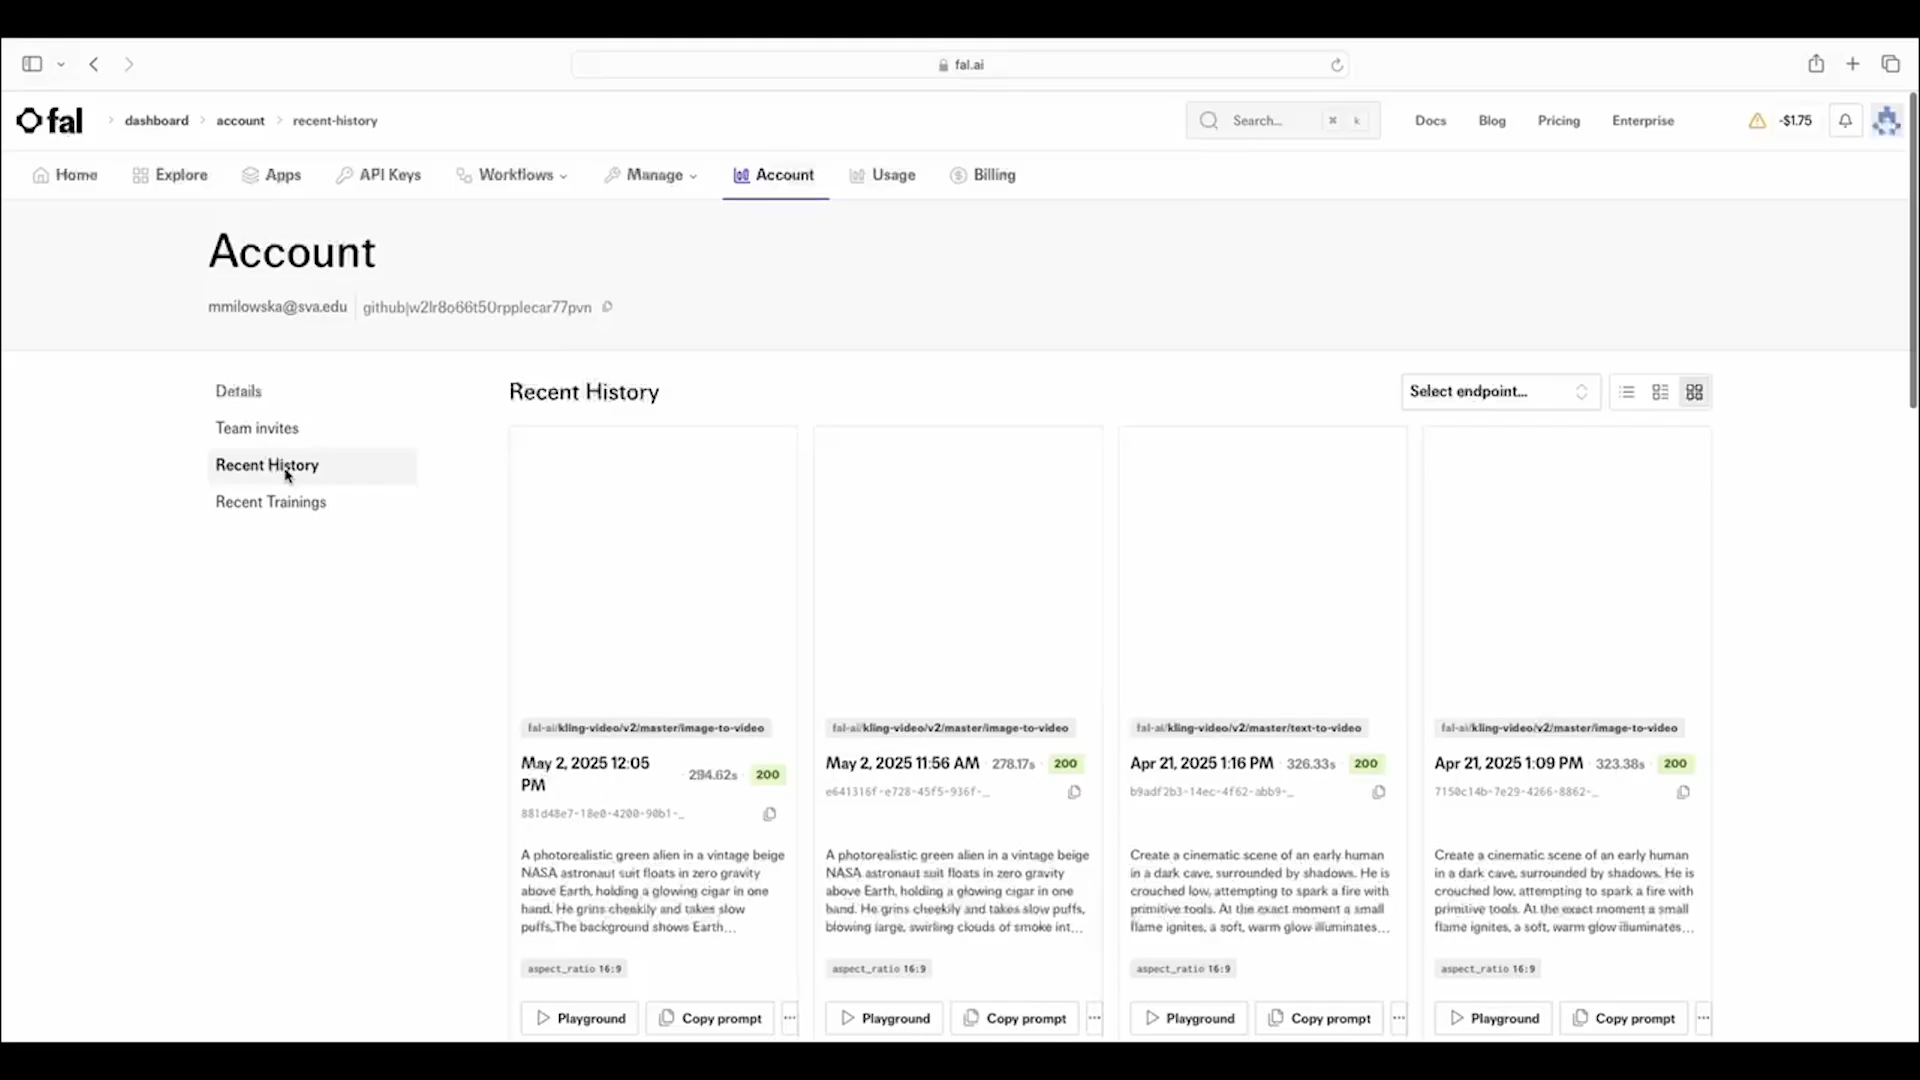 fal.ai
fal
dashboard
account
recent-history
Search...
⌘
k
Docs
Blog
Pricing
Enterprise
-$1.75
Home
Explore
Apps
API Keys
Workflows
Manage
Account
Usage
Billing
Account
mmilowska@sva.edu
github|w2lr8o66t50rpplecar77pvn
Details
Team invites
Recent History
Recent Trainings
Recent History
Select endpoint...
fal-ai/kling-video/v2/master/image-to-video
May 2, 2025 12:05
PM
294.62s
200
881d48e7-18e0-4200-90b1-…
A photorealistic green alien in a vintage beige
NASA astronaut suit floats in zero gravity
above Earth, holding a glowing cigar in one
hand. He grins cheekily and takes slow
puffs,The background shows Earth…
aspect_ratio 16:9
Playground
Copy prompt
...
fal-ai/kling-video/v2/master/image-to-video
May 2, 2025 11:56 AM
278.17s
200
e641316f-e728-45f5-936f-…
A photorealistic green alien in a vintage beige
NASA astronaut suit floats in zero gravity
above Earth, holding a glowing cigar in one
hand. He grins cheekily and takes slow puffs,
blowing large, swirling clouds of smoke int…
aspect_ratio 16:9
Playground
Copy prompt
...
fal-ai/kling-video/v2/master/text-to-video
Apr 21, 2025 1:16 PM
326.33s
200
b9adf2b3-14ec-4f62-abb9-…
Create a cinematic scene of an early human
in a dark cave, surrounded by shadows. He is
crouched low, attempting to spark a fire with
primitive tools. At the exact moment a small
flame ignites, a soft, warm glow illuminates…
aspect_ratio 16:9
Playground
Copy prompt
...
fal-ai/kling-video/v2/master/image-to-video
Apr 21, 2025 1:09 PM
323.38s
200
7150c14b-7e29-4266-8862-…
Create a cinematic scene of an early human
in a dark cave, surrounded by shadows. He is
crouched low, attempting to spark a fire with
primitive tools. At the exact moment a small
flame ignites, a soft, warm glow illuminates…
aspect_ratio 16:9
Playground
Copy prompt
...